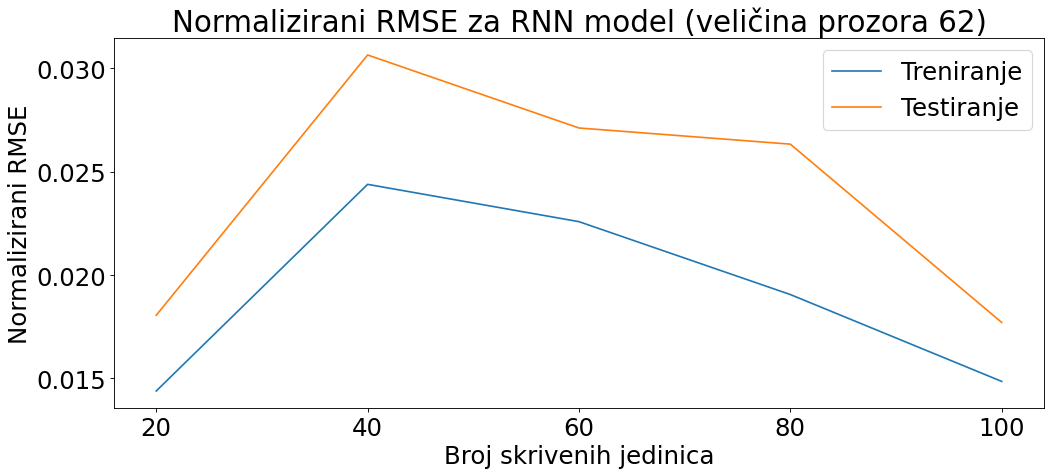 Normalizirani RMSE za RNN model (veličina prozora 62)
Treniranje
Testiranje
Normalizirani RMSE
0.030
0.025
0.020
0.015
20 40 60 80 100
Broj skrivenih jedinica